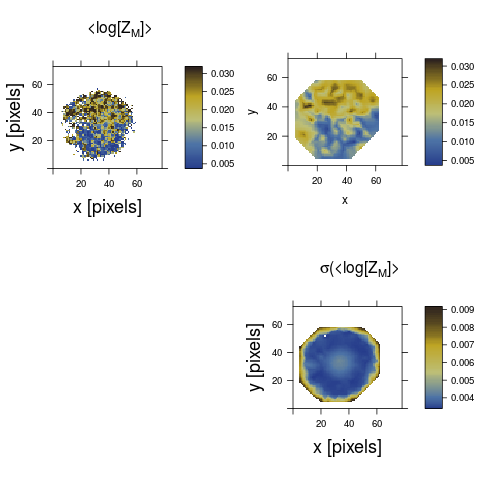 <log[Z_M]>
60
40
20
y [pixels]
20 40 60
x [pixels]
0.030
0.025
0.020
0.015
0.010
0.005
60
40
20
y
20 40 60
x
0.030
0.025
0.020
0.015
0.010
0.005
σ(<log[Z_M]>
60
40
20
y [pixels]
20 40 60
x [pixels]
0.009
0.008
0.007
0.006
0.005
0.004